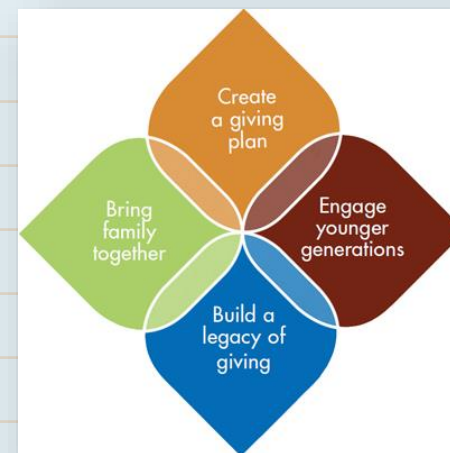 Create
a giving
plan
Bring
family
together
Engage
younger
generations
Build a
legacy of
giving